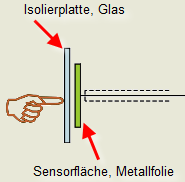 Isolierplatte, Glas
Sensorfläche, Metallfolie